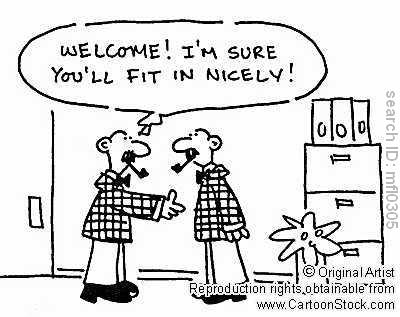 WELCOME! I'M SURE
YOU'LL FIT IN NICELY!
search ID: mfl0305
© Original Artist
Reproduction rights obtainable from
www.CartoonStock.com